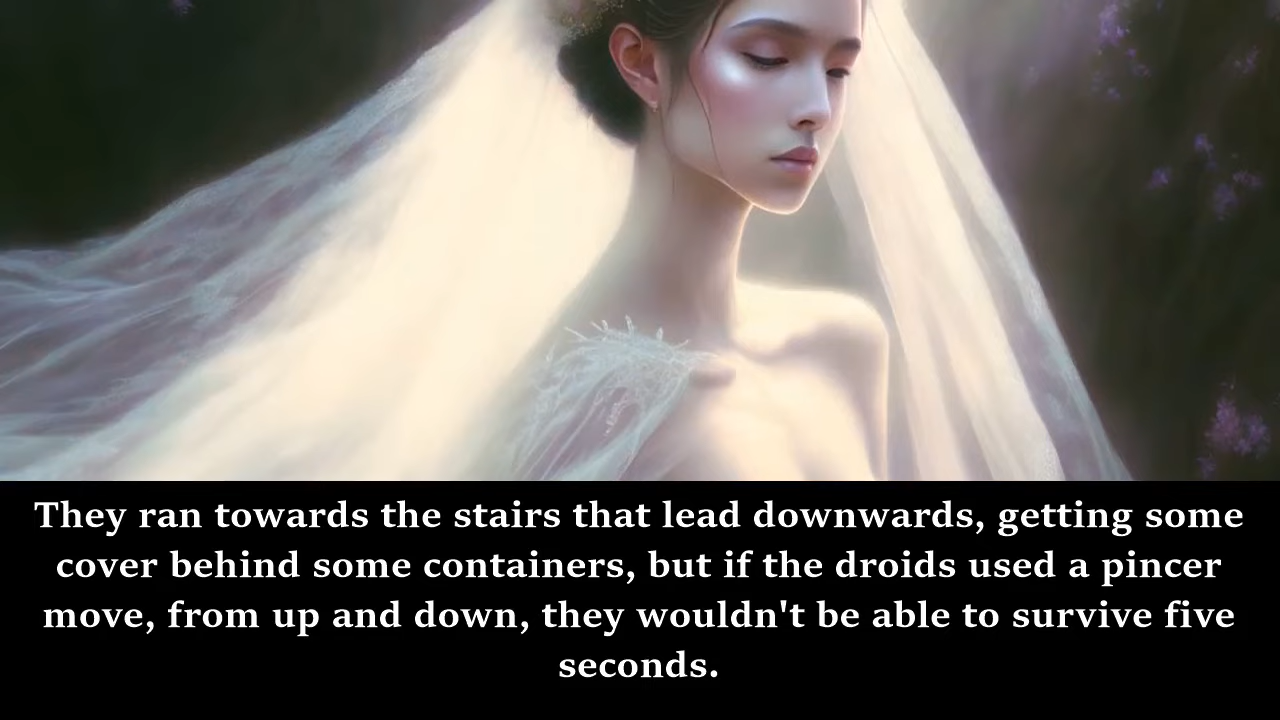 They ran towards the stairs that lead downwards, getting some
cover behind some containers, but if the droids used a pincer
move, from up and down, they wouldn't be able to survive five
seconds.